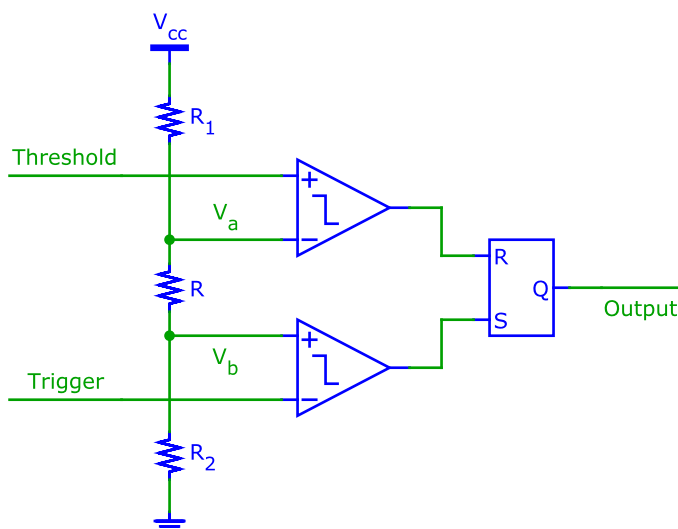 Vcc
R1
Threshold
+
Va
−
R
R
Q
S
Output
+
Vb
Trigger
−
R2